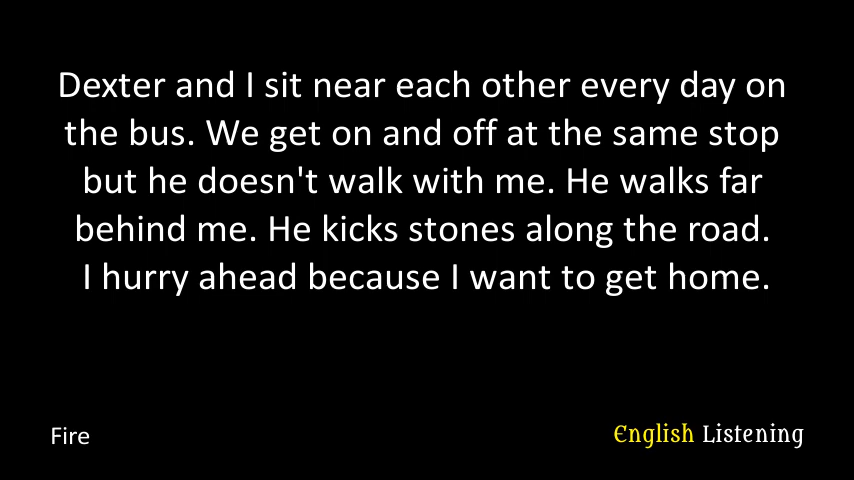 Dexter and I sit near each other every day on
the bus. We get on and off at the same stop
but he doesn't walk with me. He walks far
behind me. He kicks stones along the road.
I hurry ahead because I want to get home.
Fire
English Listening